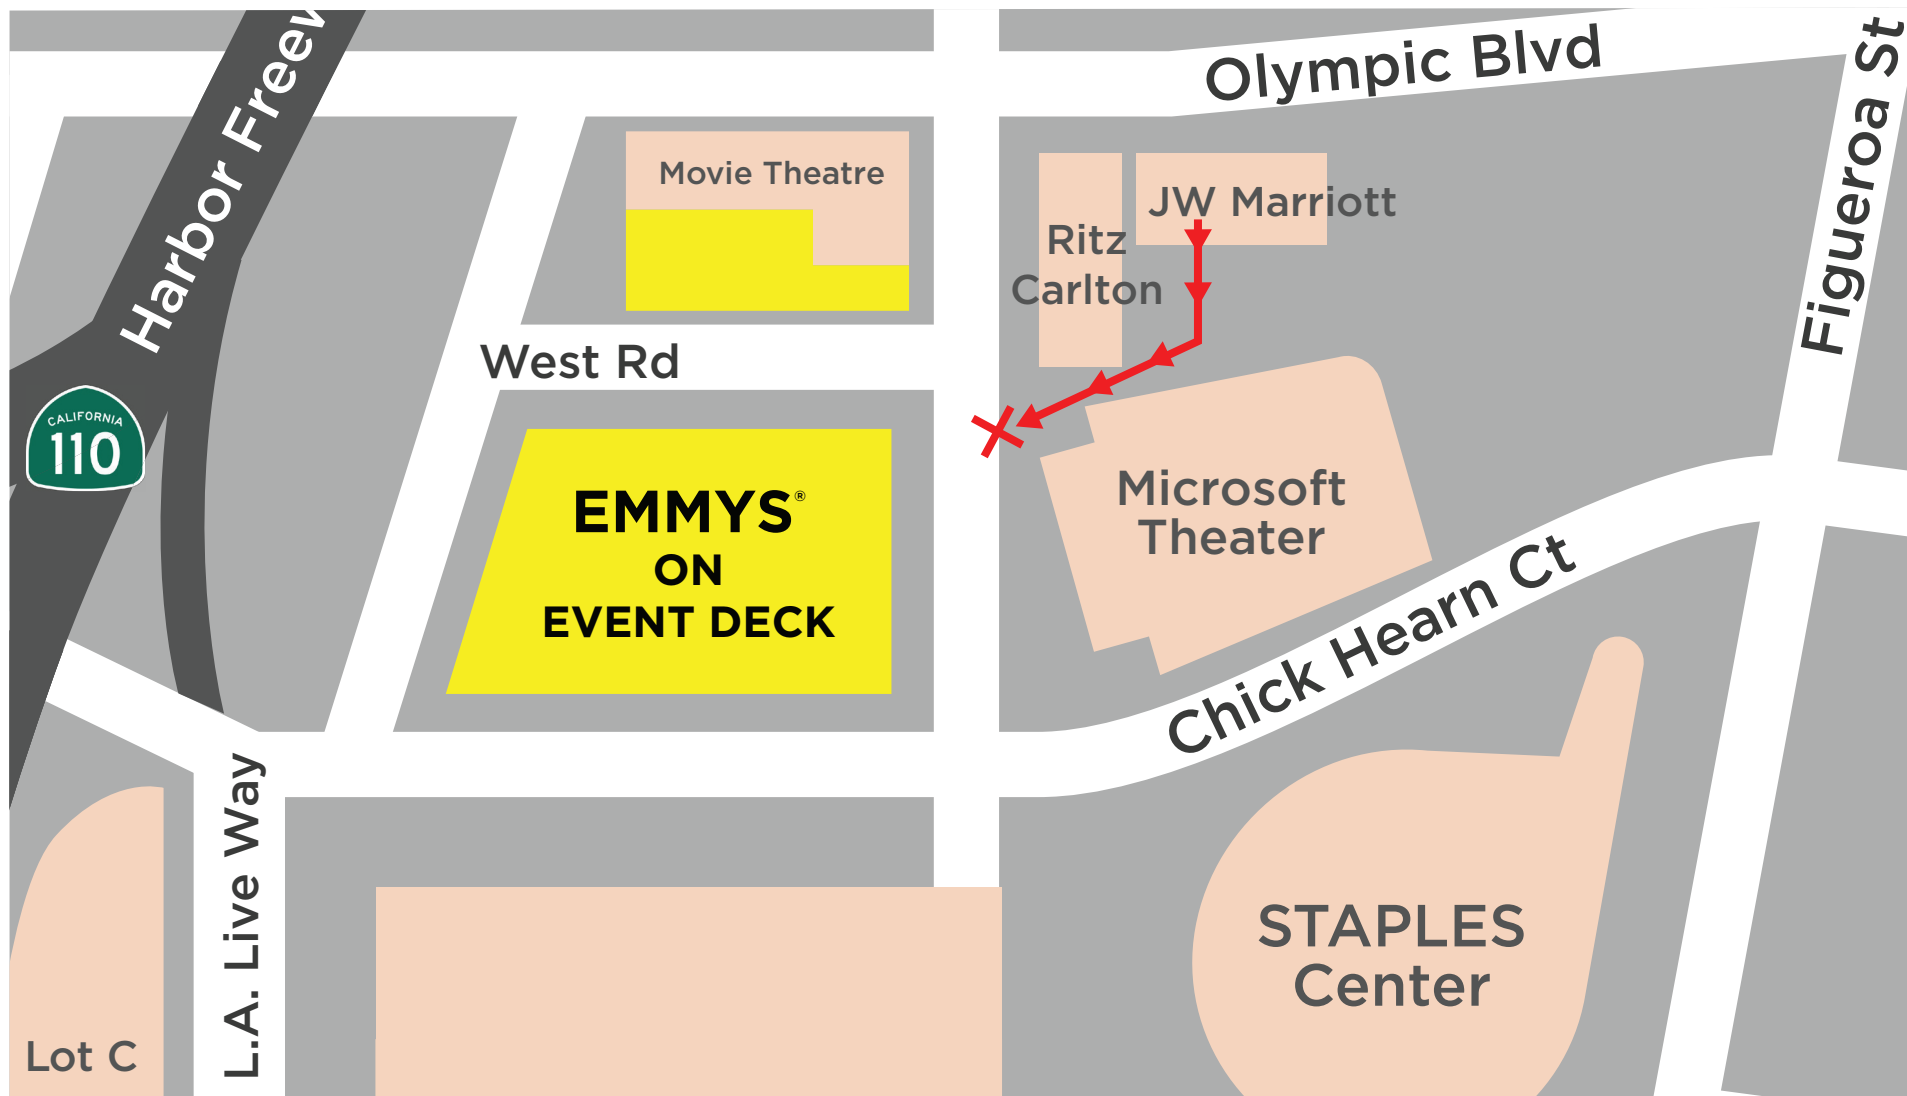 Harbor Freew
Olympic Blvd
Figueroa St
Movie Theatre
JW Marriott
Ritz
Carlton
West Rd
CALIFORNIA
110
EMMYS®
ON
EVENT DECK
Microsoft
Theater
Chick Hearn Ct
L.A. Live Way
STAPLES
Center
Lot C